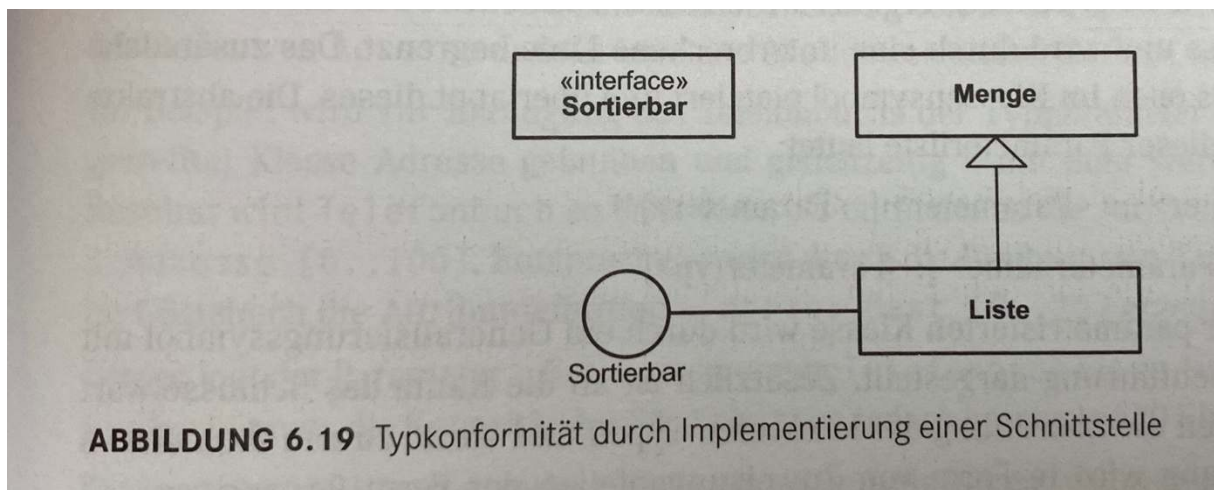 «interface»
Sortierbar
Menge
Liste
Sortierbar
ABBILDUNG 6.19 Typkonformität durch Implementierung einer Schnittstelle